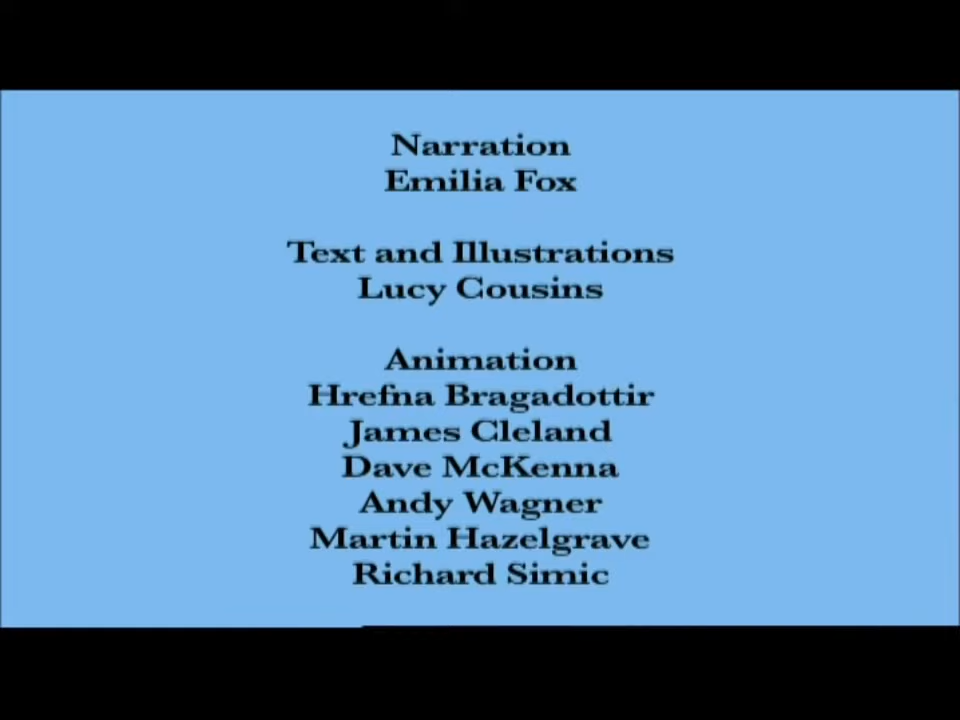 Narration
Emilia Fox
Text and Illustrations
Lucy Cousins
Animation
Hrefna Bragadottir
James Cleland
Dave McKenna
Andy Wagner
Martin Hazelgrave
Richard Simic